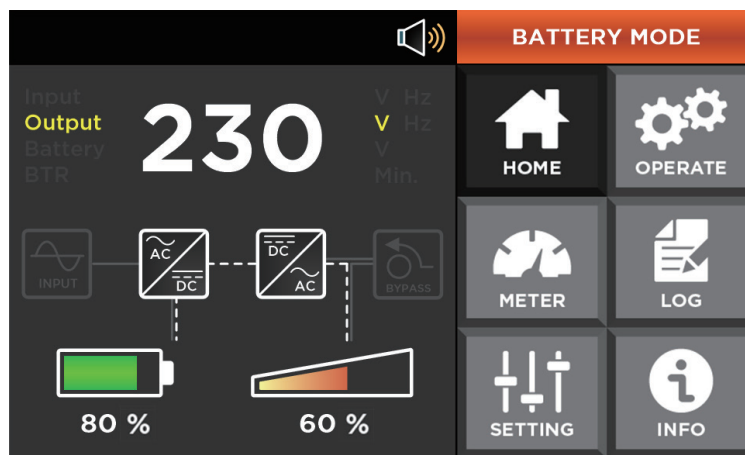 BATTERY MODE
Input V Hz
Output 230 V Hz
Battery V
BTR Min.
INPUT
AC
DC
DC
AC
BYPASS
80 %
60 %
HOME
OPERATE
METER
LOG
SETTING
INFO